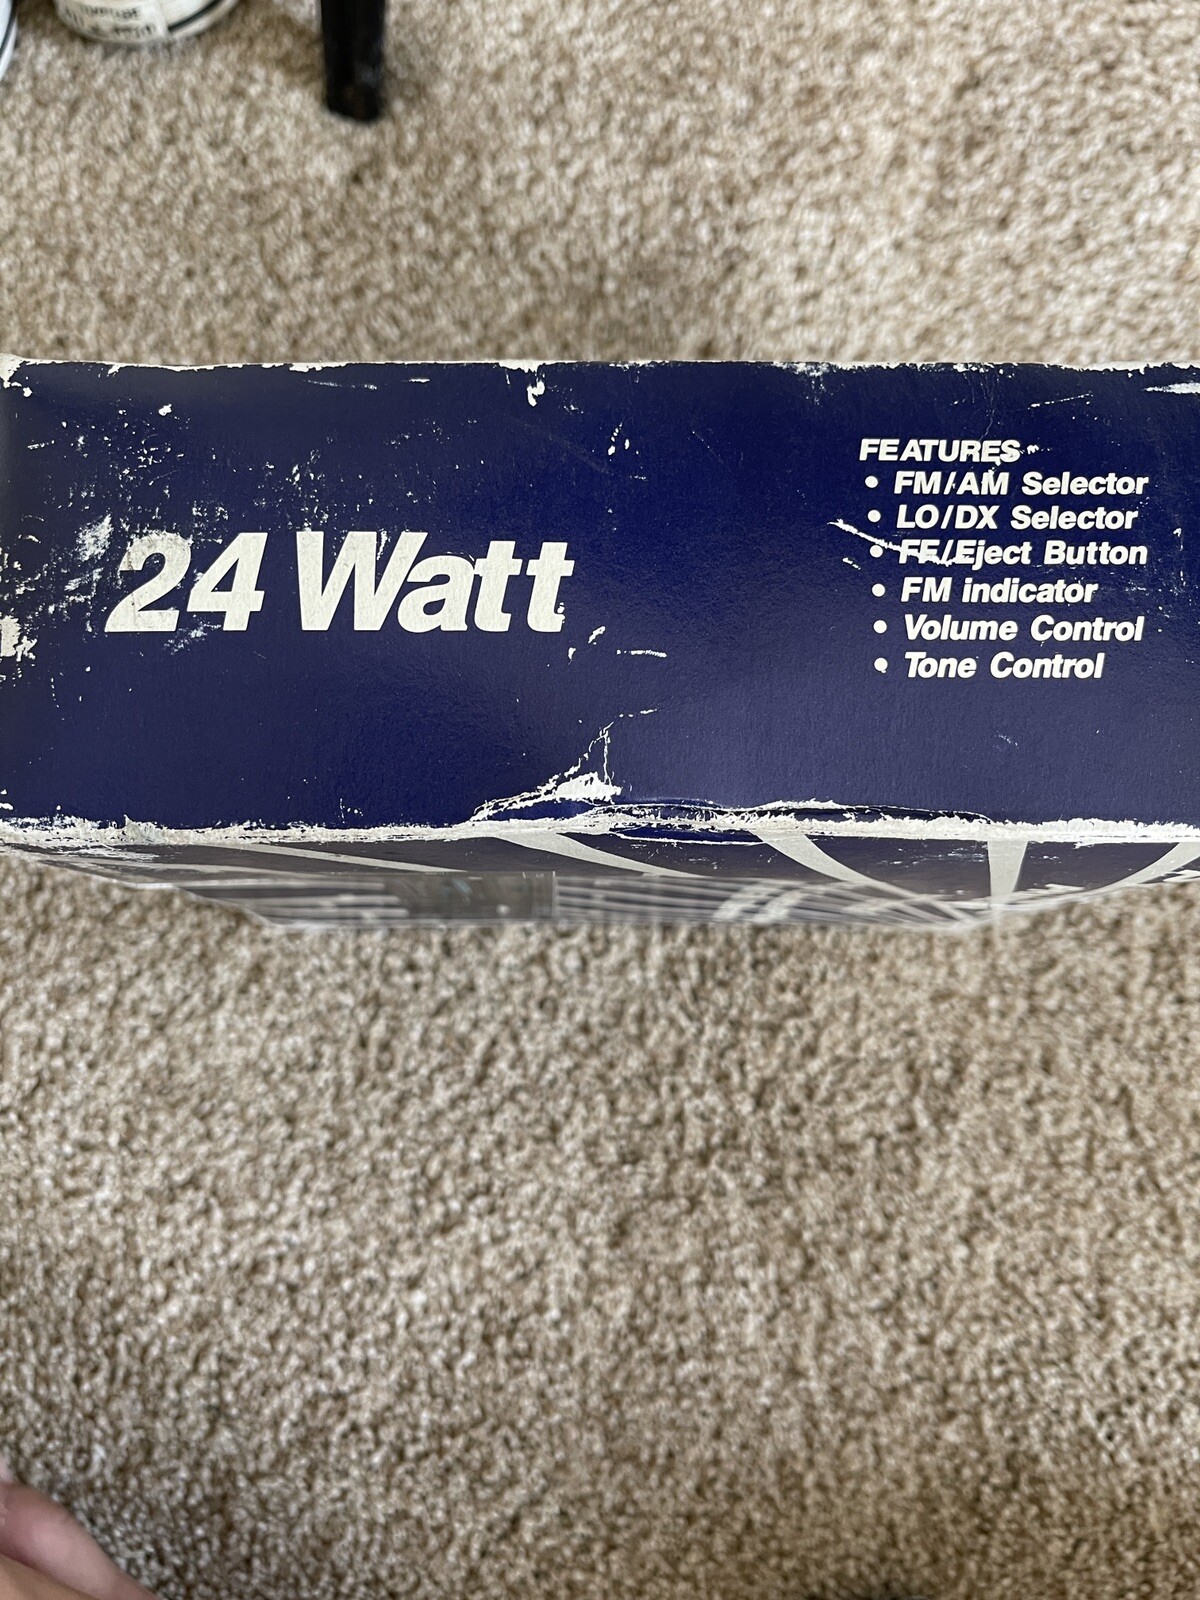 24 Watt
FEATURES
• FM/AM Selector
• LO/DX Selector
• FF/Eject Button
• FM indicator
• Volume Control
• Tone Control